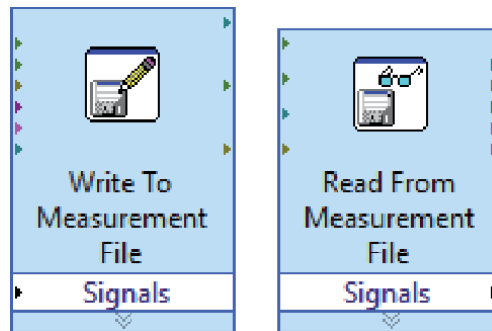 Write To
Measurement
File
Signals
Read From
Measurement
File
Signals